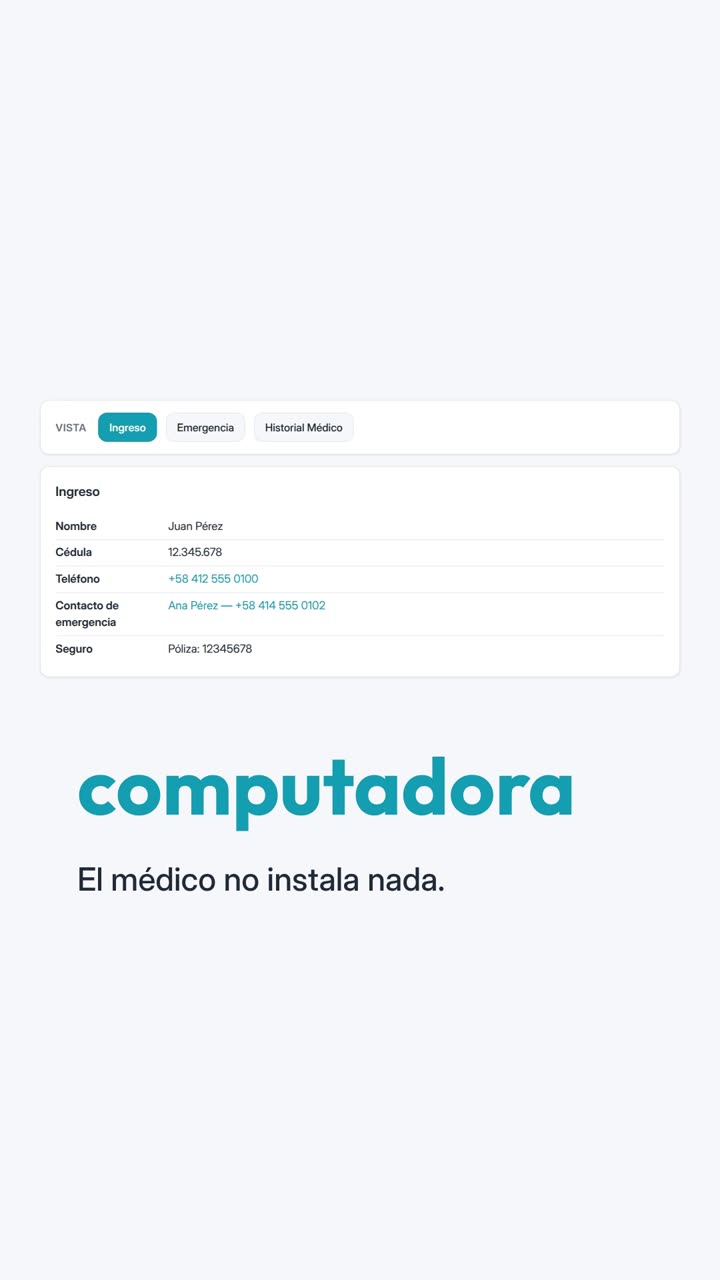 VISTA Ingreso Emergencia Historial Médico
Ingreso
Nombre Juan Pérez
Cédula 12.345.678
Teléfono +58 412 555 0100
Contacto de emergencia Ana Pérez — +58 414 555 0102
Seguro Póliza: 12345678
computadora
El médico no instala nada.